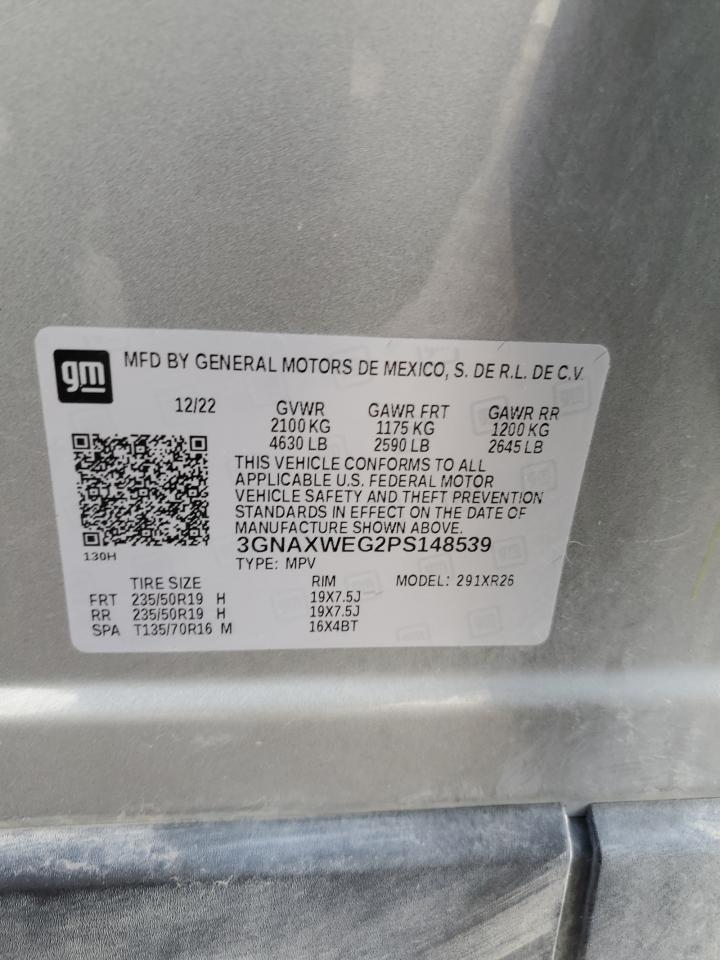 gm MFD BY GENERAL MOTORS DE MEXICO, S. DE R.L. DE C.V.
12/22 GVWR GAWR FRT GAWR RR
2100 KG 1175 KG 1200 KG
4630 LB 2590 LB 2645 LB
THIS VEHICLE CONFORMS TO ALL
APPLICABLE U.S. FEDERAL MOTOR
VEHICLE SAFETY AND THEFT PREVENTION
STANDARDS IN EFFECT ON THE DATE OF
MANUFACTURE SHOWN ABOVE.
130H 3GNAXWEG2PS148539
TYPE: MPV
TIRE SIZE RIM MODEL: 291XR26
FRT 235/50R19 H 19X7.5J
RR 235/50R19 H 19X7.5J
SPA T135/70R16 M 16X4BT